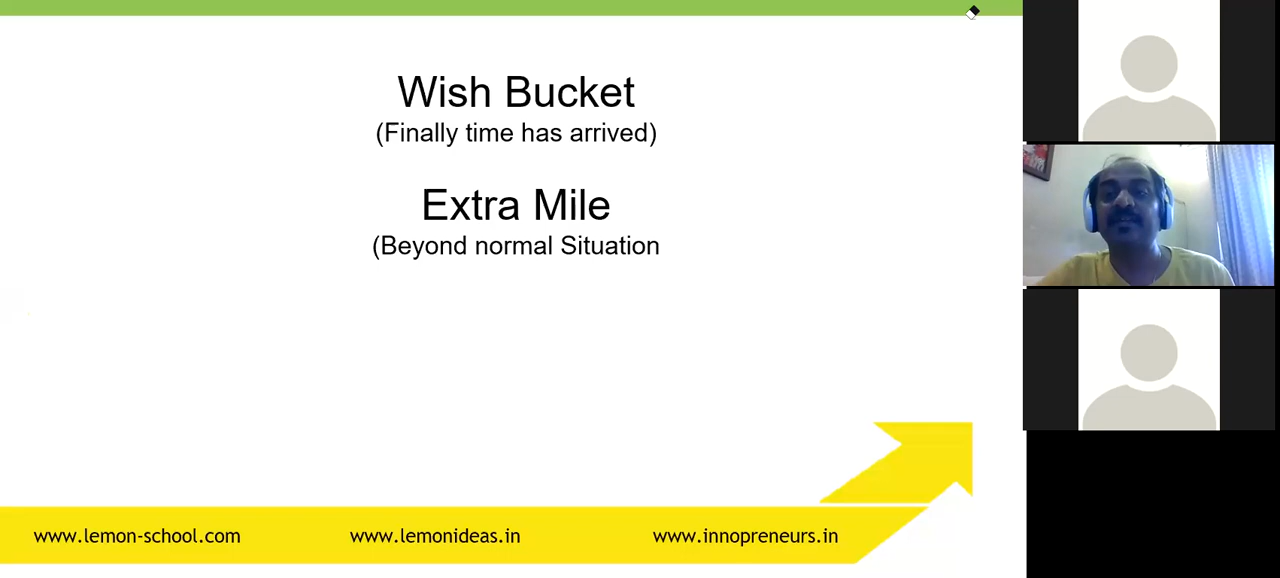 Wish Bucket
(Finally time has arrived)
Extra Mile
(Beyond normal Situation
www.lemon-school.com www.lemonideas.in www.innopreneurs.in